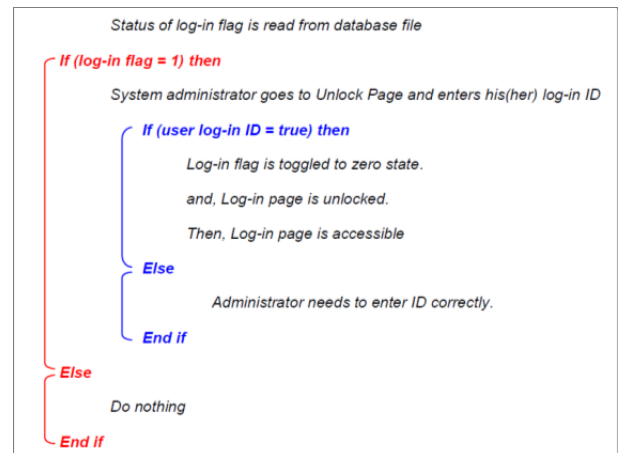 Status of log-in flag is read from database file
If (log-in flag = 1) then
System administrator goes to Unlock Page and enters his(her) log-in ID
If (user log-in ID = true) then
Log-in flag is toggled to zero state.
and, Log-in page is unlocked.
Then, Log-in page is accessible
Else
Administrator needs to enter ID correctly.
End if
Else
Do nothing
End if